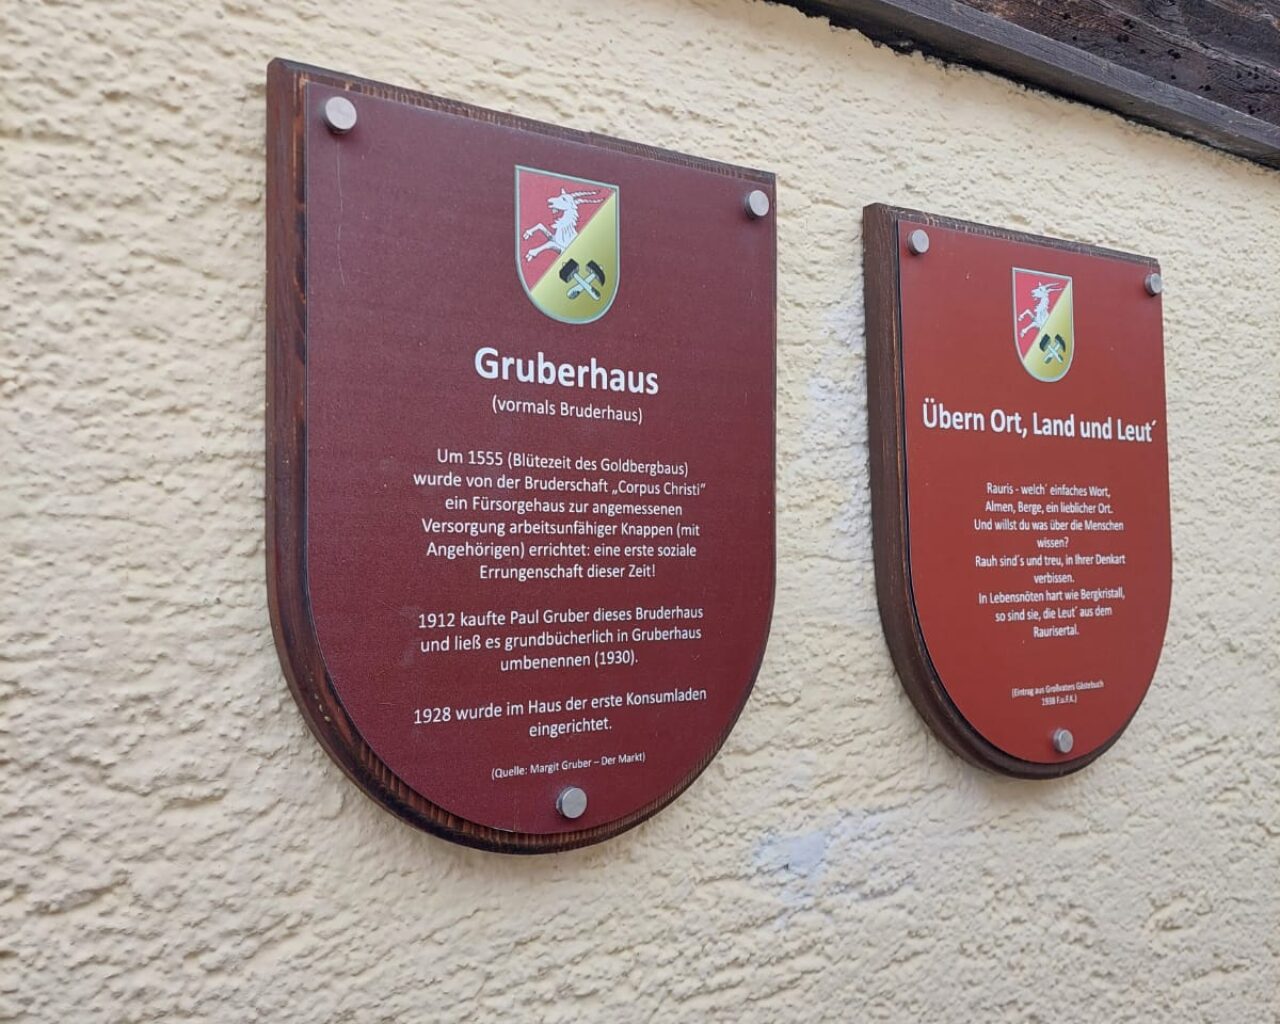 Gruberhaus
(vormals Bruderhaus)
Um 1555 (Blütezeit des Goldbergbaus)
wurde von der Bruderschaft „Corpus Christi“
ein Fürsorgehaus zur angemessenen
Versorgung arbeitsunfähiger Knappen (mit
Angehörigen) errichtet: eine erste soziale
Errungenschaft dieser Zeit!
1912 kaufte Paul Gruber dieses Bruderhaus
und ließ es grundbücherlich in Gruberhaus
umbenennen (1930).
1928 wurde im Haus der erste Konsumladen
eingerichtet.
(Quelle: Margit Gruber – Der Markt)
Übern Ort, Land und Leut´
Rauris - welch´ einfaches Wort,
Almen, Berge, ein lieblicher Ort.
Und willst du was über die Menschen
wissen?
Rauh sind´s und treu, in Ihrer Denkart
verbissen.
In Lebensnöten hart wie Bergkristall,
so sind sie, die Leut´ aus dem
Raurisertal.
(Eintrag aus Großvaters Gästebuch
1938 F.u.F.K.)